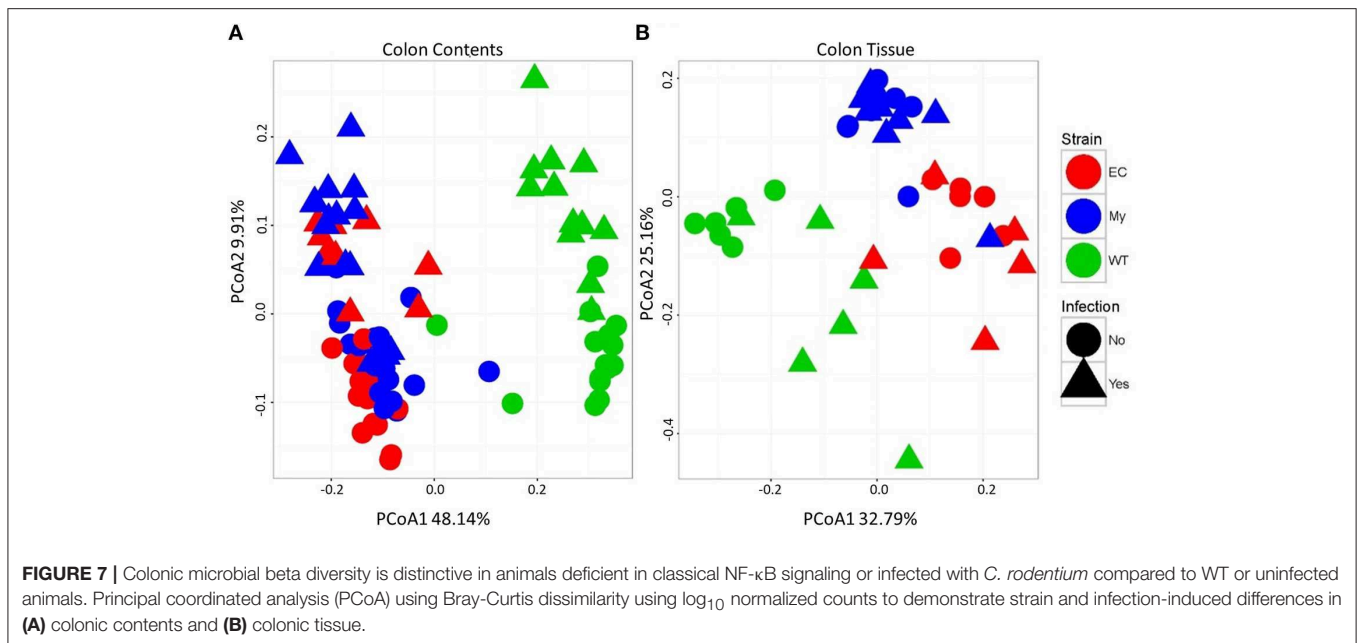 A
Colon Contents
PCoA2 9.91%
0.2
0.1
0.0
-0.1
-0.2
0.0
0.2
PCoA1 48.14%
B
Colon Tissue
PCoA2 25.16%
0.2
0.0
-0.2
-0.4
-0.2
0.0
0.2
PCoA1 32.79%
Strain
EC
My
WT
Infection
No
Yes
FIGURE 7 | Colonic microbial beta diversity is distinctive in animals deficient in classical NF-κB signaling or infected with C. rodentium compared to WT or uninfected
animals. Principal coordinated analysis (PCoA) using Bray-Curtis dissimilarity using log10 normalized counts to demonstrate strain and infection-induced differences in
(A) colonic contents and (B) colonic tissue.